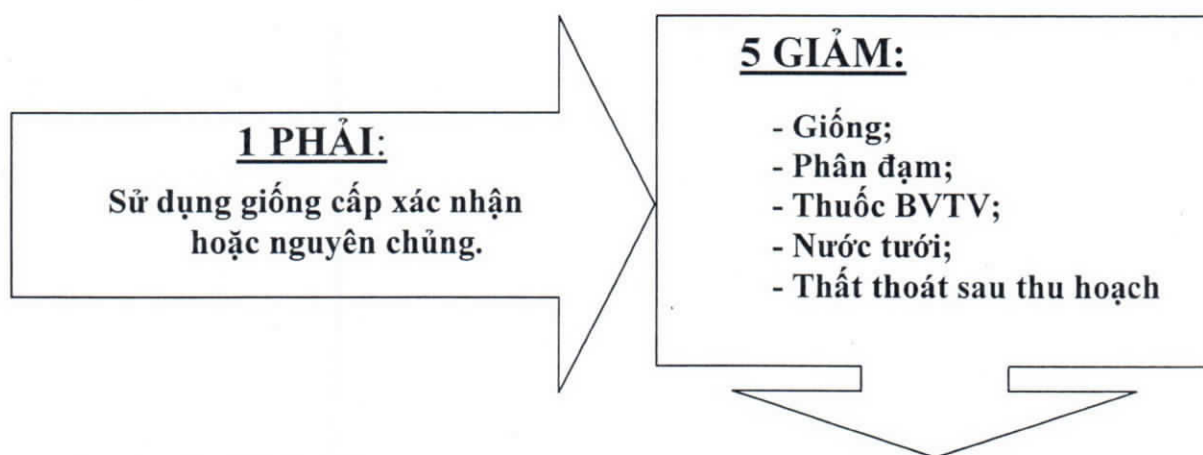 1 PHẢI:
Sử dụng giống cấp xác nhận
hoặc nguyên chủng.
5 GIẢM:
- Giống;
- Phân đạm;
- Thuốc BVTV;
- Nước tưới;
- Thất thoát sau thu hoạch